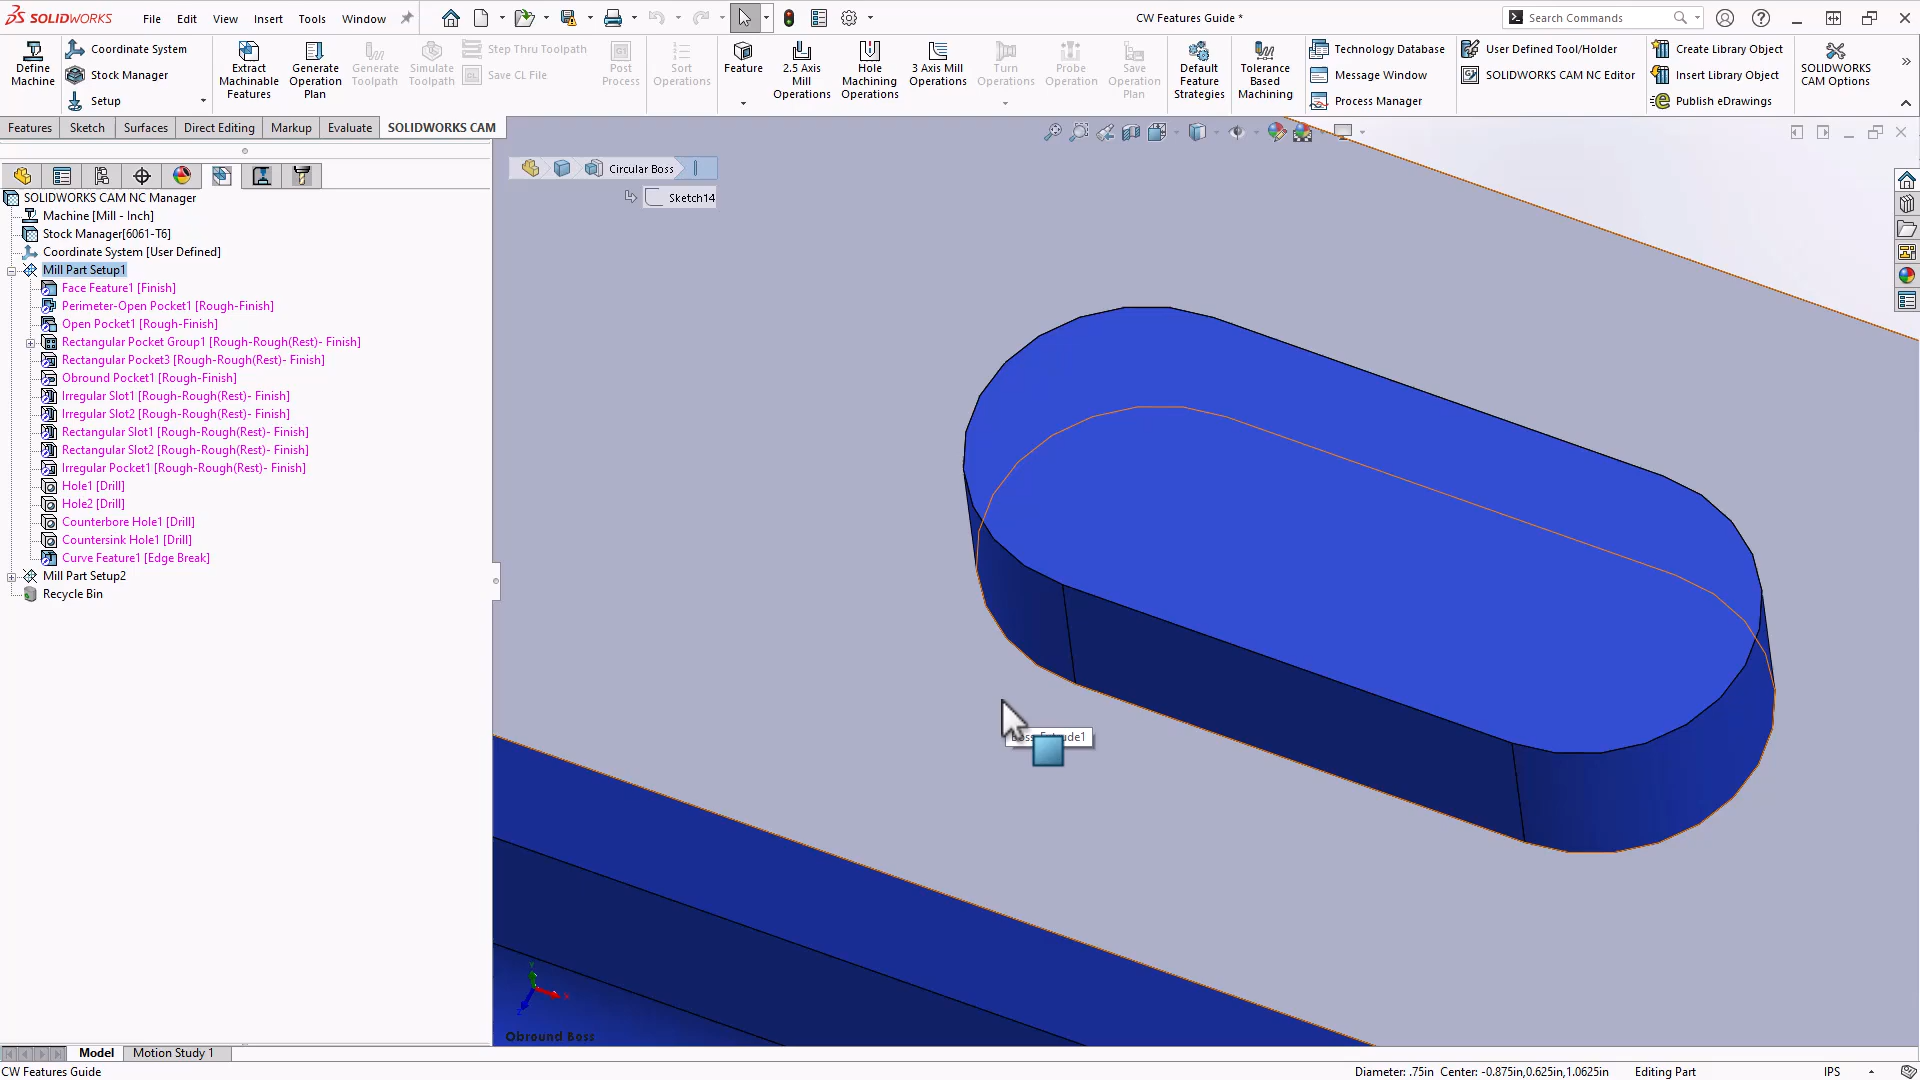 SOLIDWORKS File Edit View Insert Tools Window CW Features Guide * Search Commands
Define Machine
Coordinate System
Stock Manager
Setup
Extract Machinable Features
Generate Operation Plan
Generate Toolpath
Simulate Toolpath
Step Thru Toolpath
Save CL File
Post Process
Sort Operations
Feature
2.5 Axis Mill Operations
Hole Machining Operations
3 Axis Mill Operations
Turn Operations
Probe Operations
Save Operation Plan
Default Feature Strategies
Tolerance Based Machining
Technology Database
Message Window
Process Manager
User Defined Tool/Holder
SOLIDWORKS CAM NC Editor
Create Library Object
Insert Library Object
Publish eDrawings
SOLIDWORKS CAM Options
Features Sketch Surfaces Direct Editing Markup Evaluate SOLIDWORKS CAM
Circular Boss
Sketch14
SOLIDWORKS CAM NC Manager
Machine [Mill - Inch]
Stock Manager[6061-T6]
Coordinate System [User Defined]
Mill Part Setup1
Face Feature1 [Finish]
Perimeter-Open Pocket1 [Rough-Finish]
Open Pocket1 [Rough-Finish]
Rectangular Pocket Group1 [Rough-Rough(Rest)- Finish]
Rectangular Pocket3 [Rough-Rough(Rest)- Finish]
Obround Pocket1 [Rough-Finish]
Irregular Slot1 [Rough-Rough(Rest)- Finish]
Irregular Slot2 [Rough-Rough(Rest)- Finish]
Rectangular Slot1 [Rough-Rough(Rest)- Finish]
Rectangular Slot2 [Rough-Rough(Rest)- Finish]
Irregular Pocket1 [Rough-Rough(Rest)- Finish]
Hole1 [Drill]
Hole2 [Drill]
Counterbore Hole1 [Drill]
Countersink Hole1 [Drill]
Curve Feature1 [Edge Break]
Mill Part Setup2
Recycle Bin
Obround Boss
Model Motion Study 1
CW Features Guide Diameter: .75in Center: -0.875in,0.625in,1.0625in Editing Part IPS